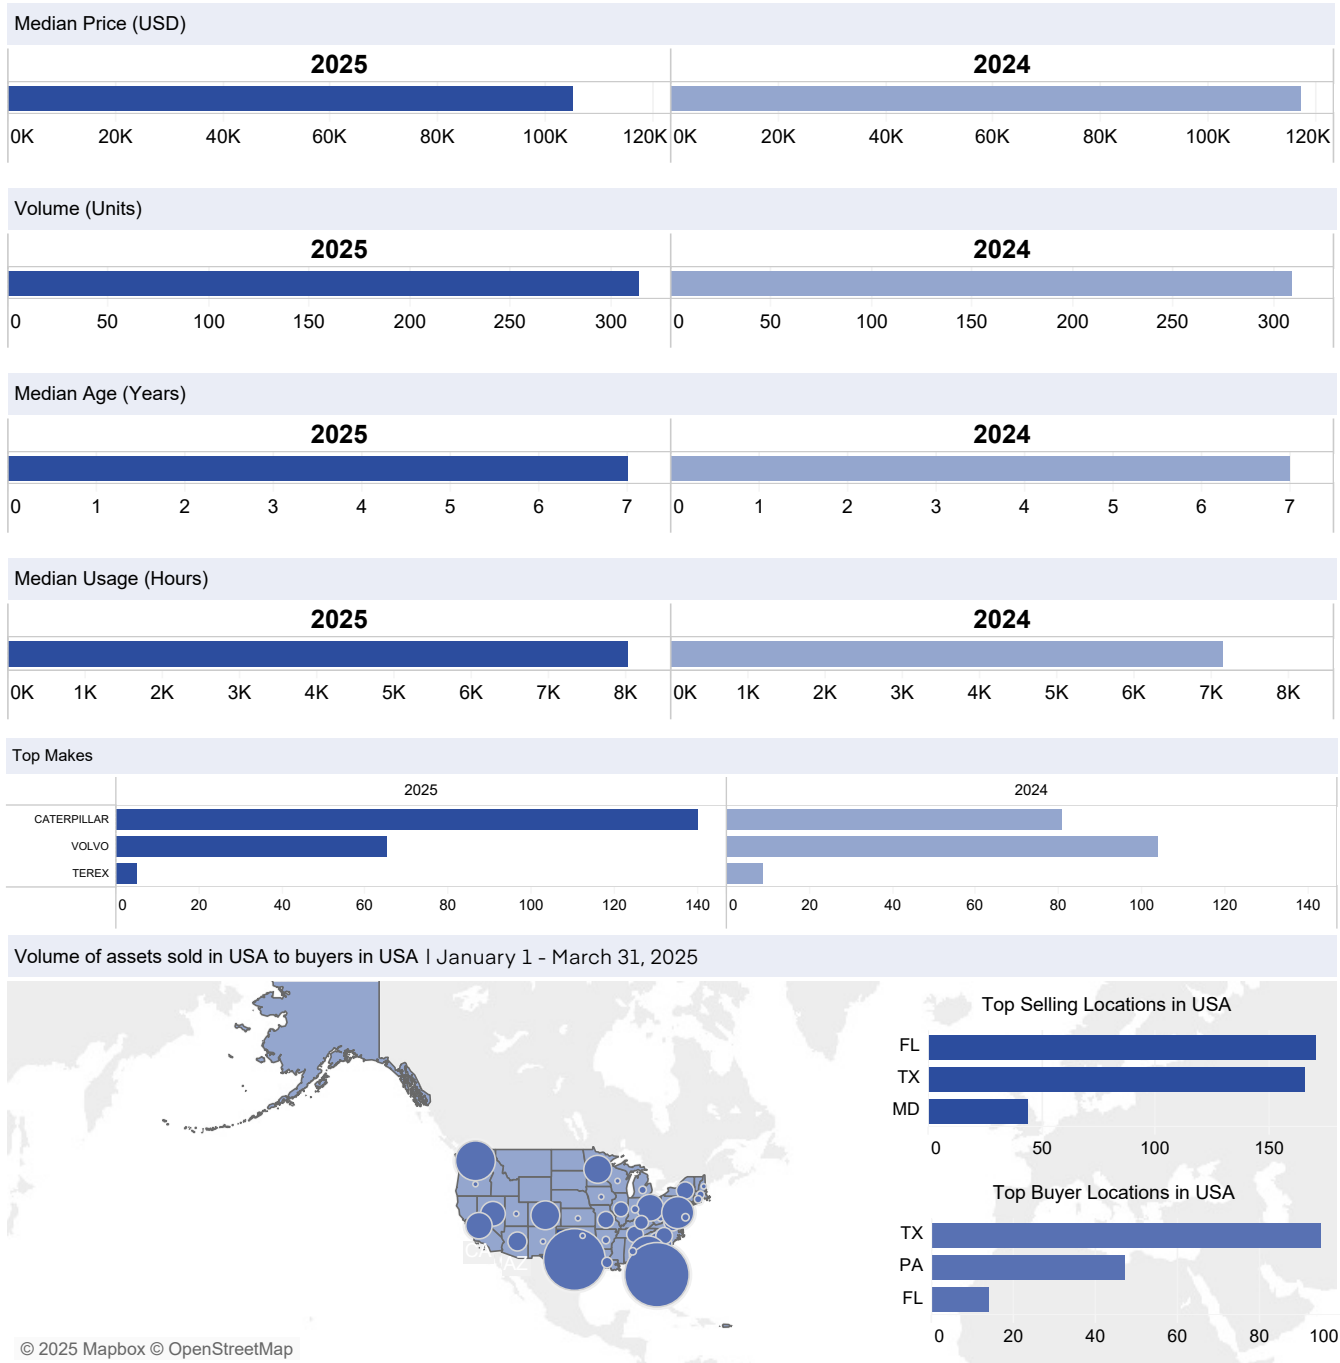 Median Price (USD)
2025 2024
0K 20K 40K 60K 80K 100K 120K 0K 20K 40K 60K 80K 100K 120K
Volume (Units)
2025 2024
0 50 100 150 200 250 300 0 50 100 150 200 250 300
Median Age (Years)
2025 2024
0 1 2 3 4 5 6 7 0 1 2 3 4 5 6 7
Median Usage (Hours)
2025 2024
0K 1K 2K 3K 4K 5K 6K 7K 8K 0K 1K 2K 3K 4K 5K 6K 7K 8K
Top Makes
2025 2024
CATERPILLAR
VOLVO
TEREX
0 20 40 60 80 100 120 140 0 20 40 60 80 100 120 140
Volume of assets sold in USA to buyers in USA | January 1 - March 31, 2025
Top Selling Locations in USA
FL
TX
MD
0 50 100 150
Top Buyer Locations in USA
TX
PA
FL
0 20 40 60 80 100
CA
AZ
© 2025 Mapbox © OpenStreetMap